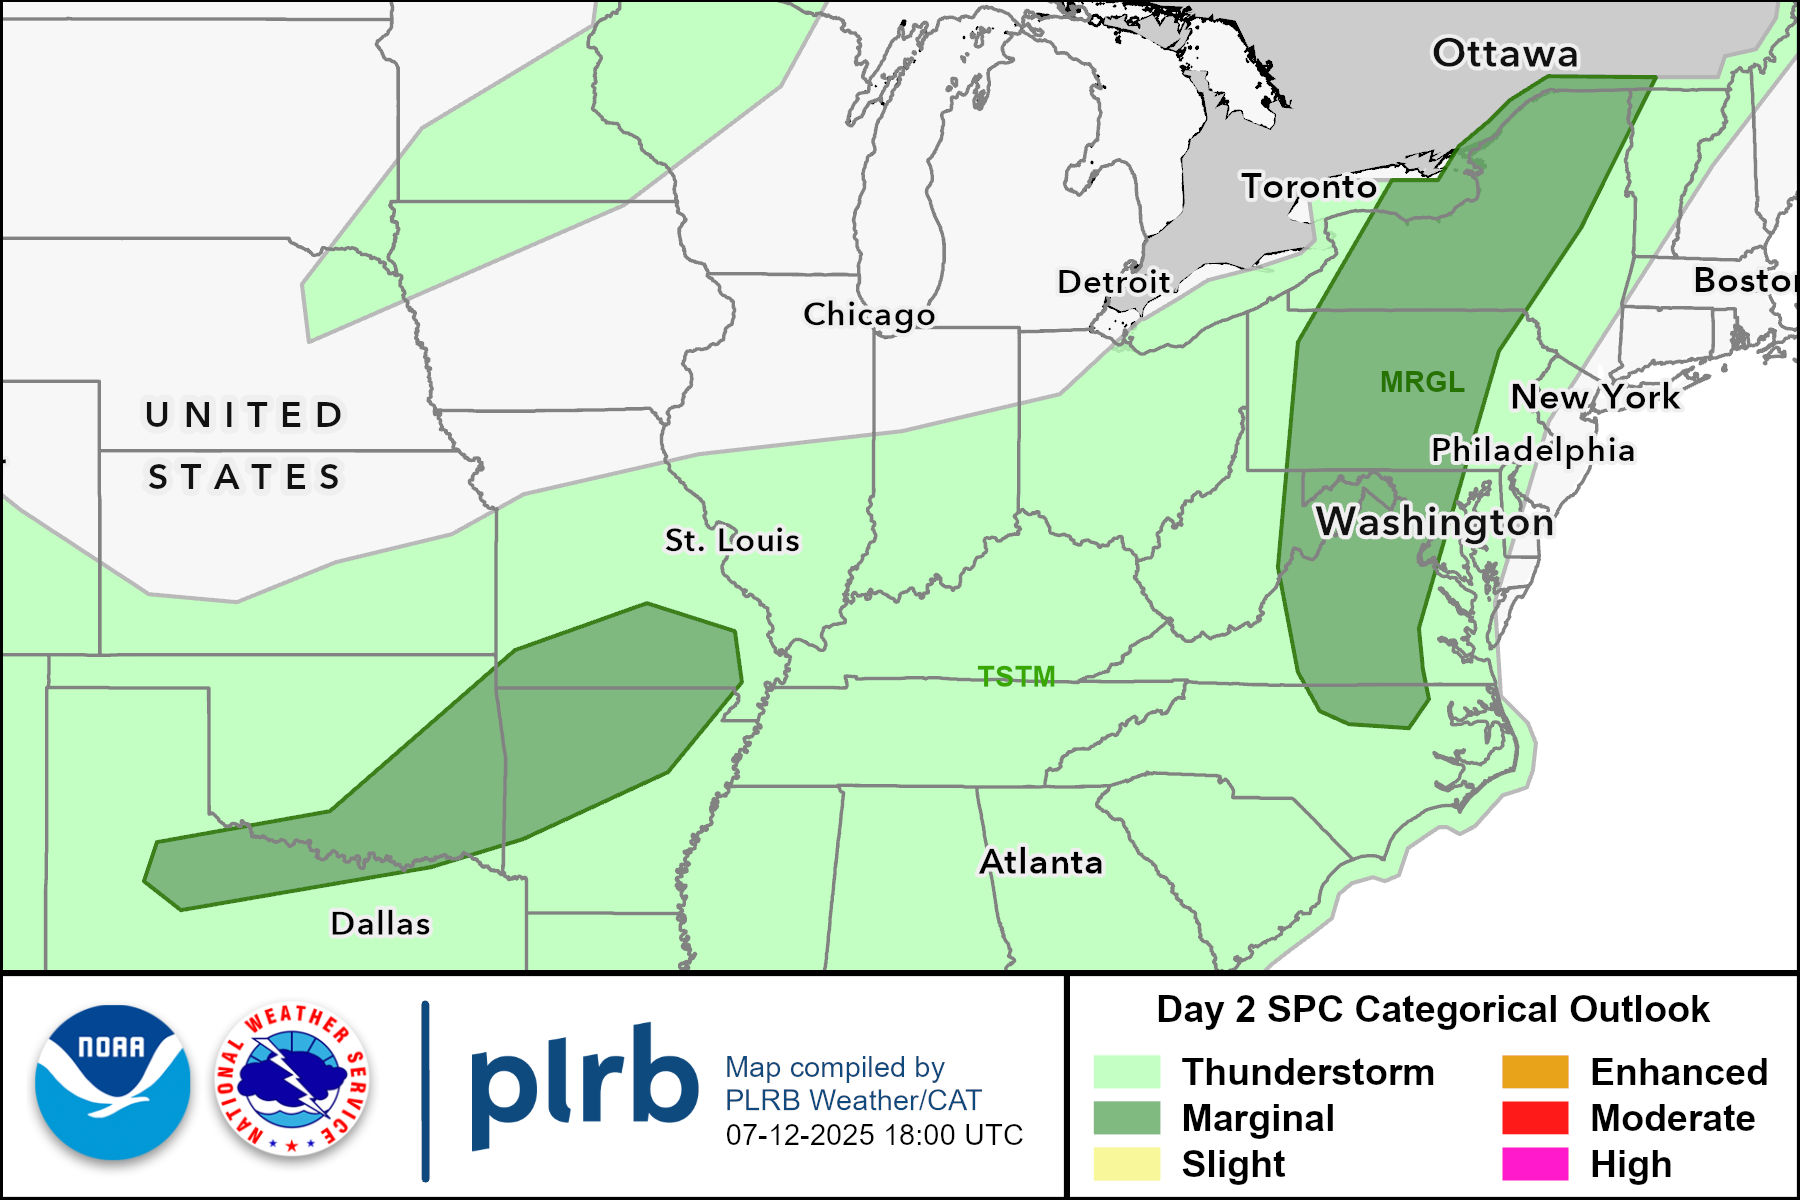 Ottawa
Toronto
Detroit
Boston
Chicago
MRGL
New York
UNITED
STATES
Philadelphia
Washington
St. Louis
TSTM
Atlanta
Dallas
NOAA
NATIONAL WEATHER SERVICE
plrb
Map compiled by
PLRB Weather/CAT
07-12-2025 18:00 UTC
Day 2 SPC Categorical Outlook
Thunderstorm
Marginal
Slight
Enhanced
Moderate
High